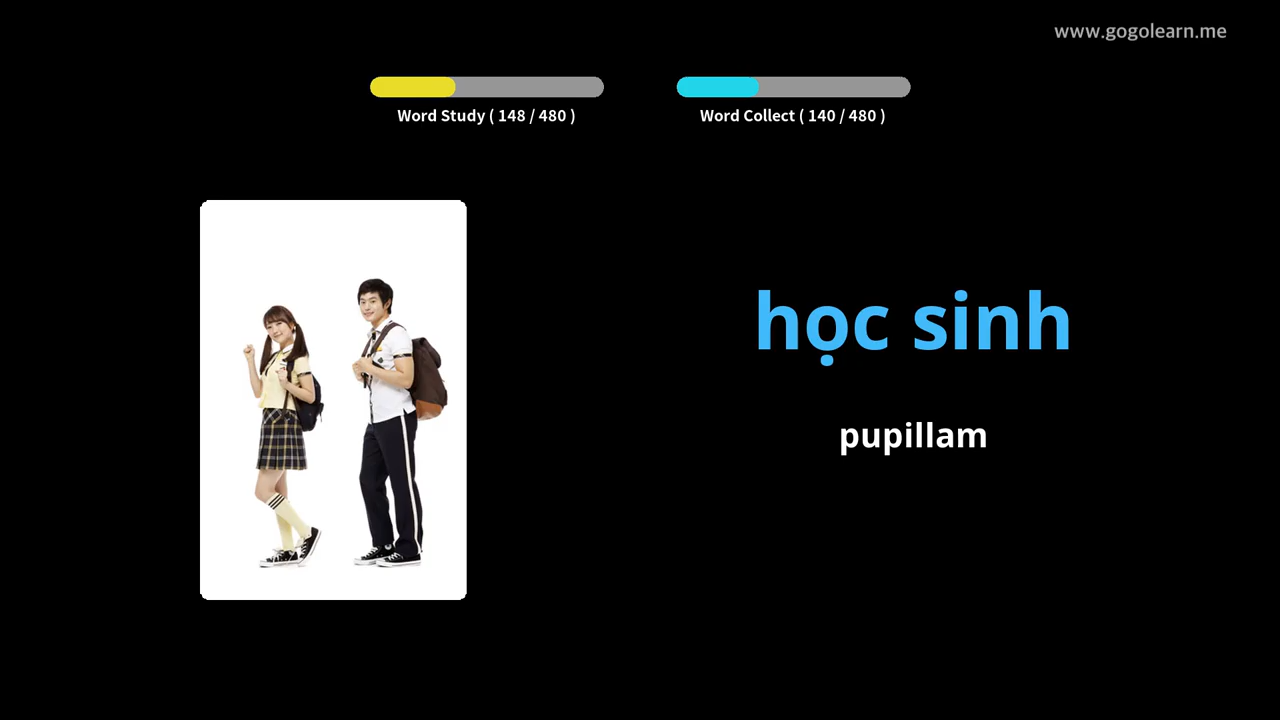 www.gogolearn.me
Word Study ( 148 / 480 )
Word Collect ( 140 / 480 )
học sinh
pupillam